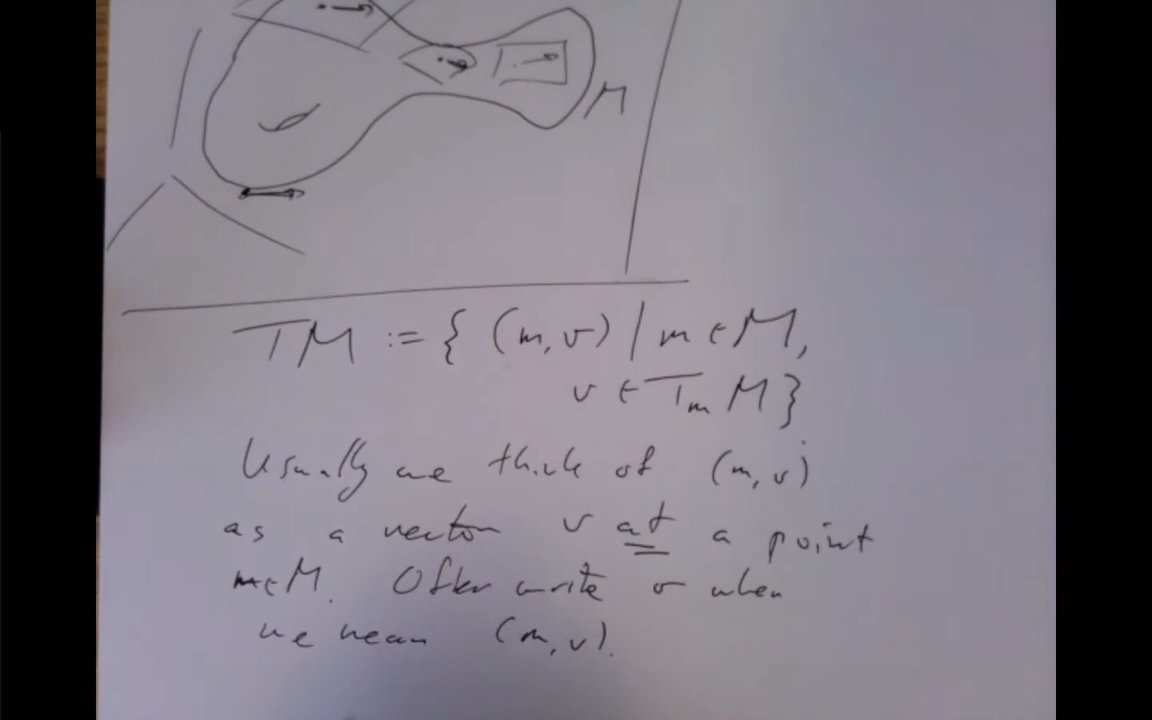 M
TM := { (m, v) | m ∈ M,
v ∈ TₘM }
Usually we think of (m, v)
as a vector v at a point
m ∈ M. Often write v when
we mean (m, v).